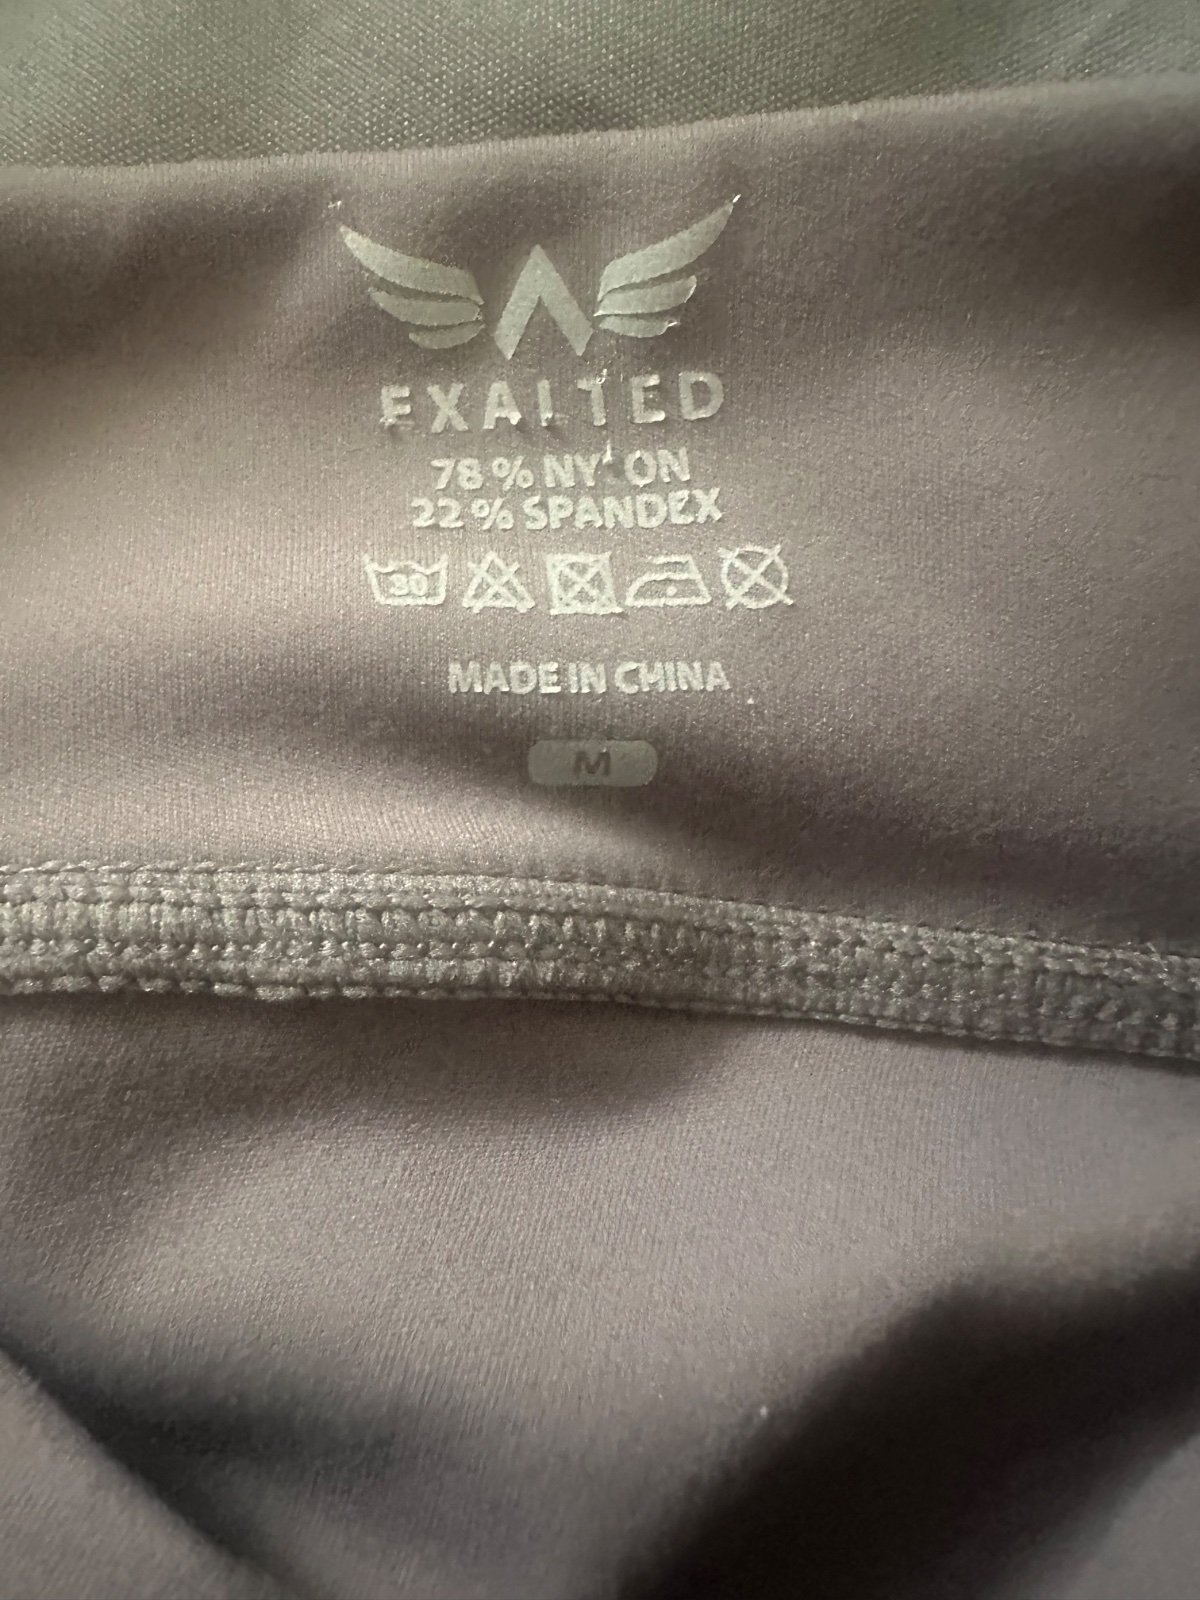 EXALTED
78% NYLON
22% SPANDEX
30
MADE IN CHINA
M